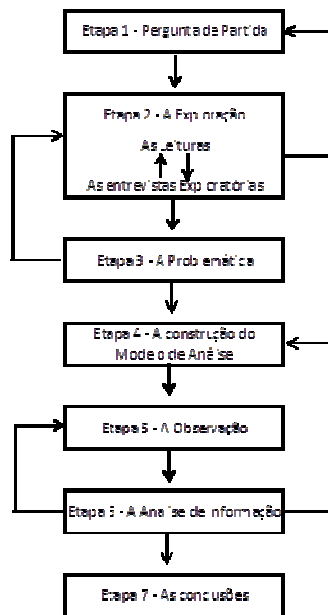 Etapa 1 - Pergunta de Partida
Etapa 2 - A Exploração
As Leituras
As entrevistas Exploratórias
Etapa 3 - A Problemática
Etapa 4 - A construção do
Modelo de Análise
Etapa 5 - A Observação
Etapa 6 - A Análise de Informação
Etapa 7 - As conclusões